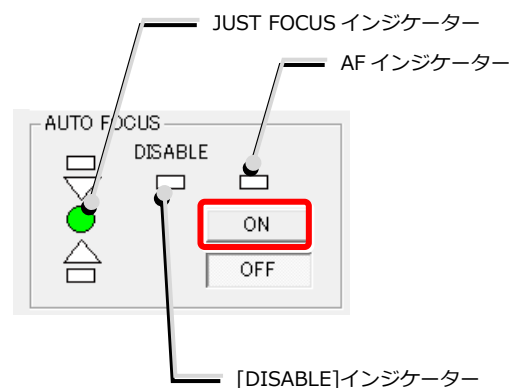 JUST FOCUS インジケーター
AF インジケーター
AUTO FOCUS
DISABLE
ON
OFF
[DISABLE]インジケーター